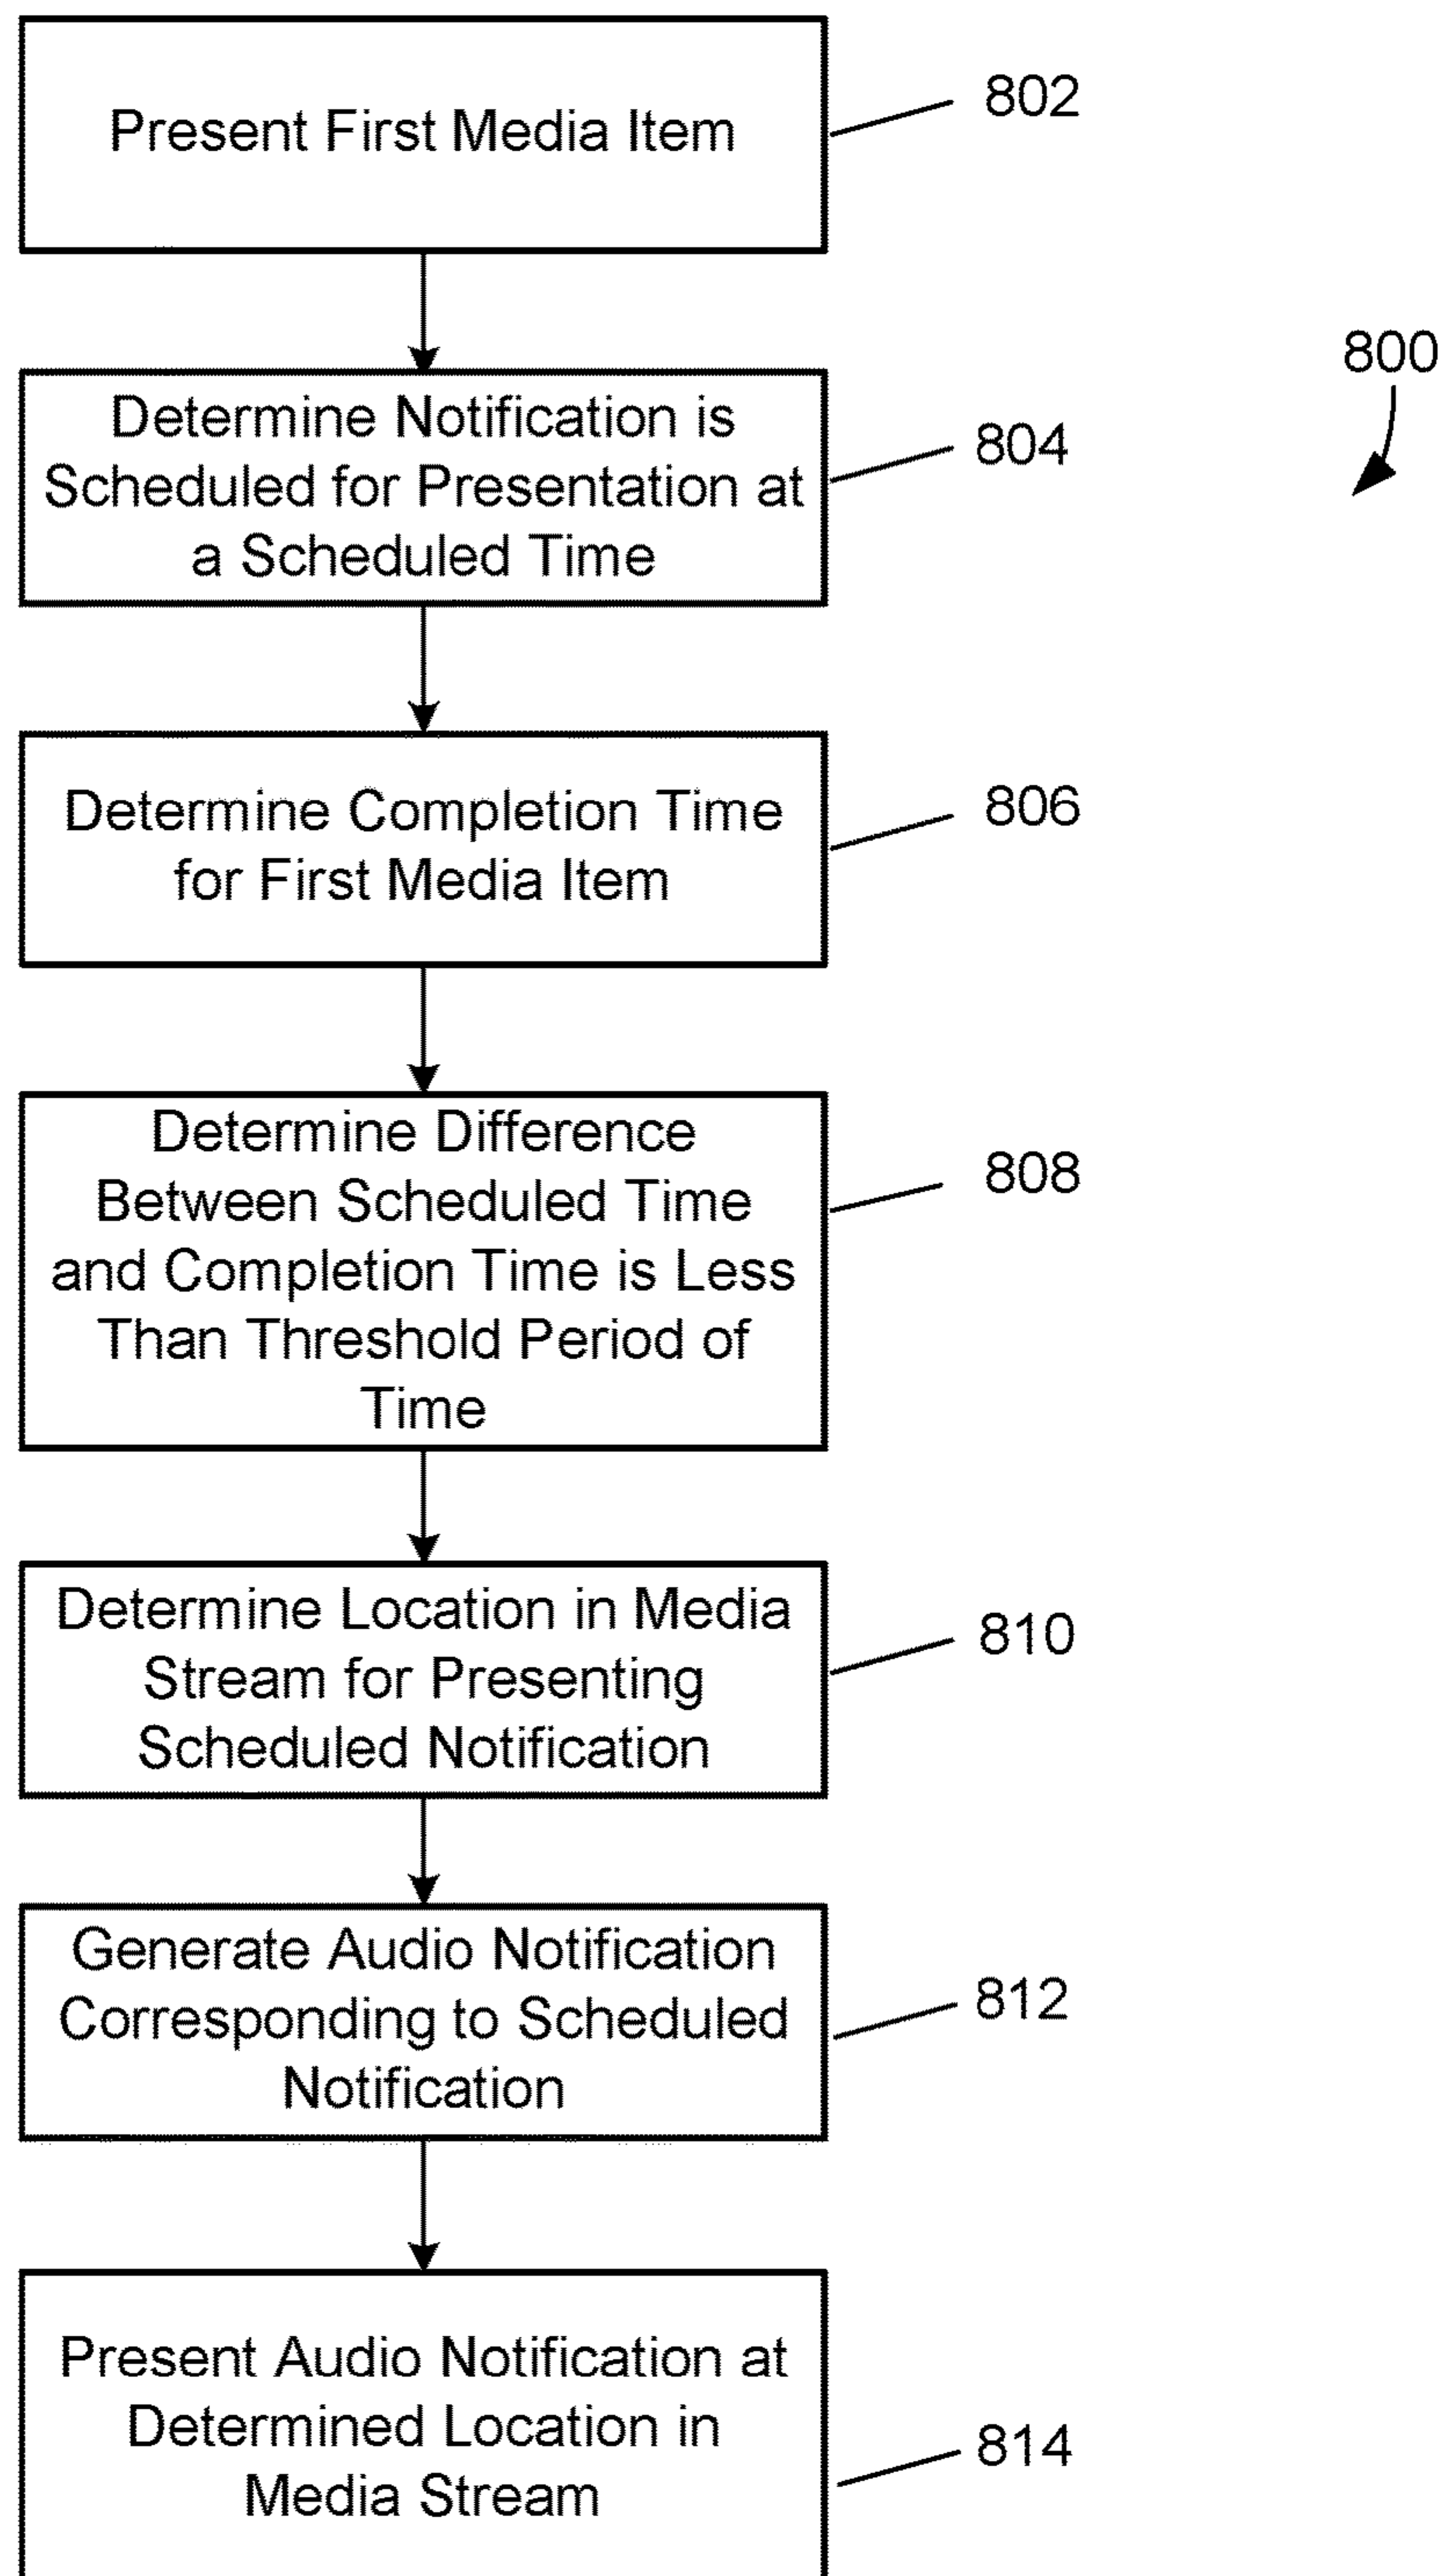 Present First Media Item
802
800
Determine Notification is
Scheduled for Presentation at
a Scheduled Time
804
Determine Completion Time
for First Media Item
806
Determine Difference
Between Scheduled Time
and Completion Time is Less
Than Threshold Period of
Time
808
Determine Location in Media
Stream for Presenting
Scheduled Notification
810
Generate Audio Notification
Corresponding to Scheduled
Notification
812
Present Audio Notification at
Determined Location in
Media Stream
814